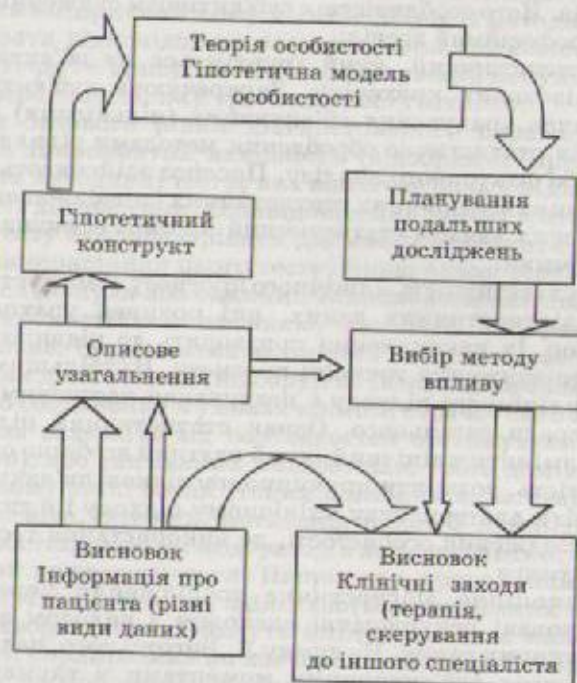 Теорія особистості
Гіпотетична модель
особистості
Гіпотетичний
конструкт
Планування
подальших
досліджень
Описове
узагальнення
Вибір методу
впливу
Висновок
Інформація про
пацієнта (різні
види даних)
Висновок
Клінічні заходи
(терапія,
скерування
до іншого спеціаліста